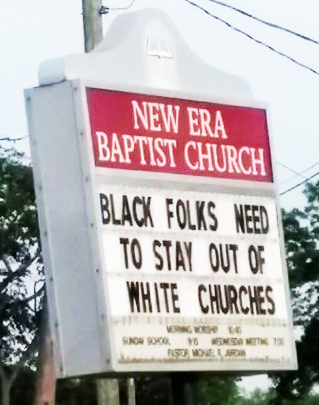 NEW ERA
BAPTIST CHURCH
BLACK FOLKS NEED
TO STAY OUT OF
WHITE CHURCHES
MORNING WORSHIP 10:45
SUNDAY SCHOOL 9:15 WEDNESDAY MEETING 7:00
PASTOR, MICHAEL R. JORDAN